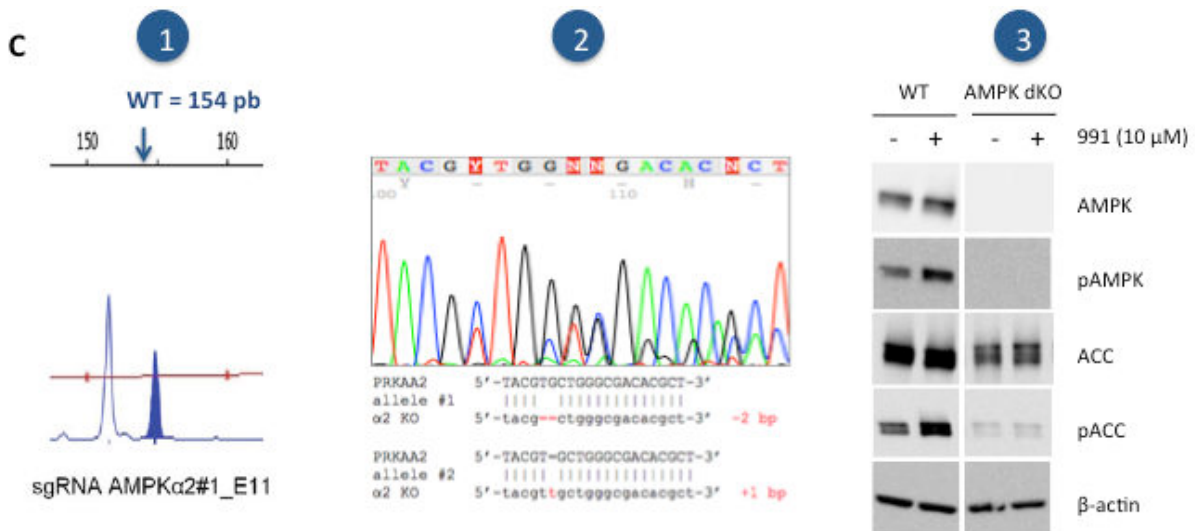 C
1
WT = 154 pb
150 160
sgRNA AMPKα2#1_E11
2
T A C G Y T G G N N G A C A C N C T
110
PRKAA2 5'-TACGTGCTGGGCGACACGCT-3'
allele #1
α2 KO 5'-tacg--ctgggcgacacgct-3' -2 bp
PRKAA2 5'-TACGT-GCTGGGCGACACGCT-3'
allele #2
α2 KO 5'-tacgttgctgggcgacacgct-3' +1 bp
3
WT AMPK dKO
- + - + 991 (10 μM)
AMPK
pAMPK
ACC
pACC
β-actin